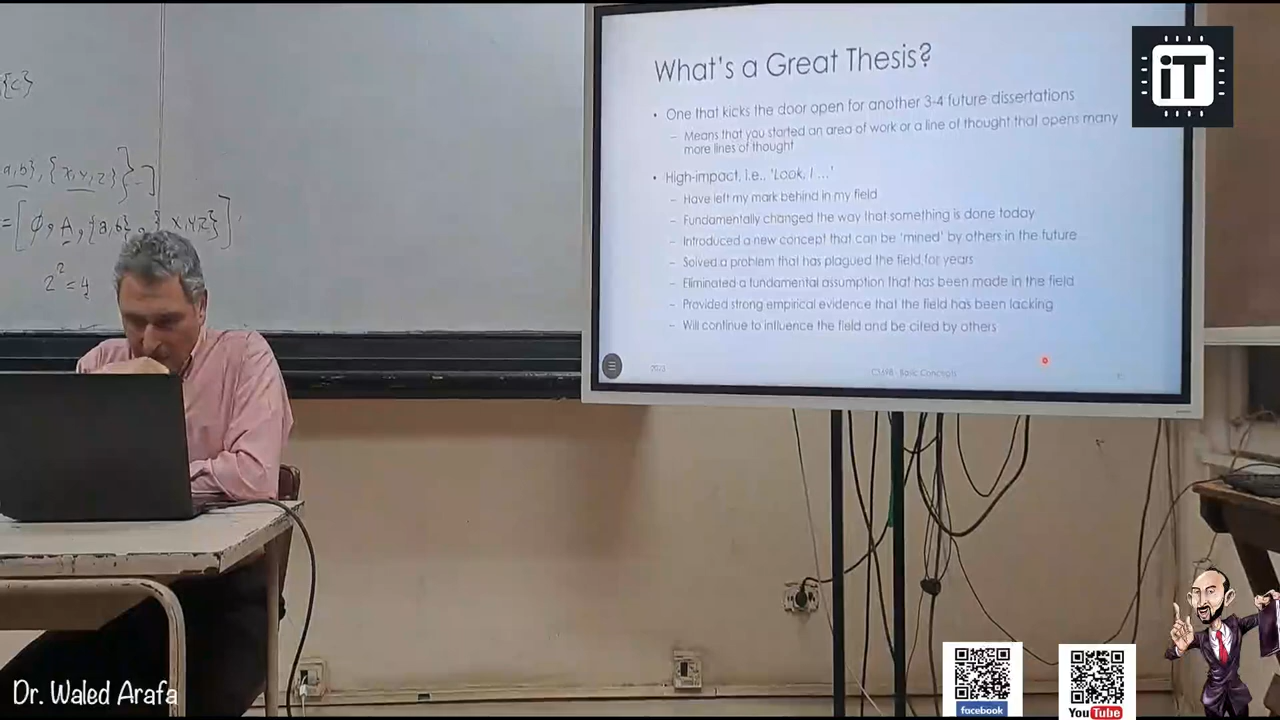 {c}
a,b}, {x,y,z}}]
=[φ, A, {a,b}, {x,y,z}]
2² = 4
What's a Great Thesis?
• One that kicks the door open for another 3-4 future dissertations
– Means that you started an area of work or a line of thought that opens many
more lines of thought
• High-impact, i.e., 'Look, I ...'
– Have left my mark behind in my field
– Fundamentally changed the way that something is done today
– Introduced a new concept that can be 'mined' by others in the future
– Solved a problem that has plagued the field for years
– Eliminated a fundamental assumption that has been made in the field
– Provided strong empirical evidence that the field has been lacking
– Will continue to influence the field and be cited by others
Basic Concepts
iT
Dr. Waled Arafa
facebook
YouTube